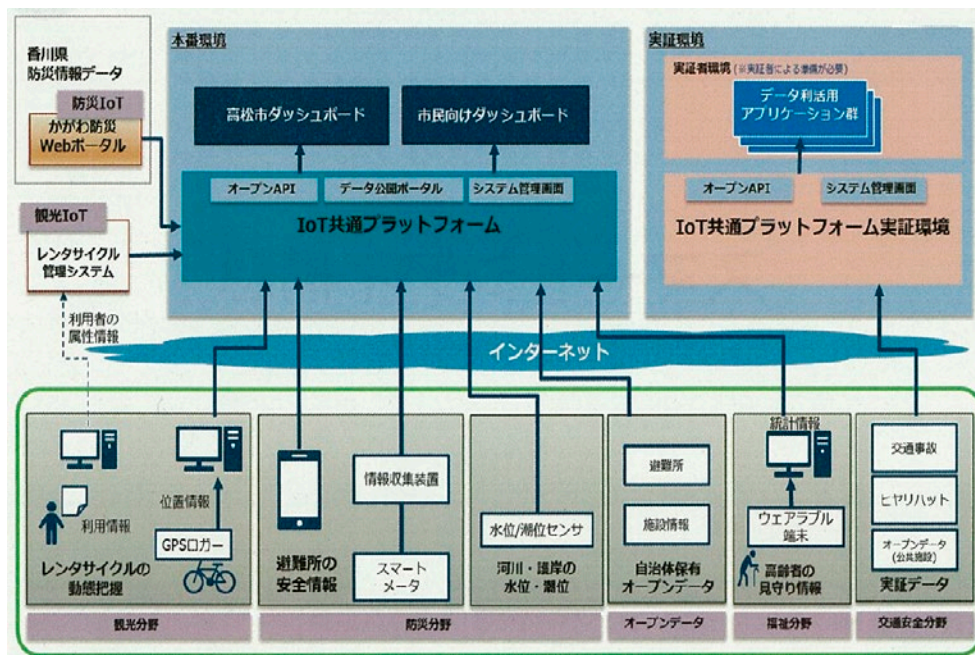 香川県
防災情報データ
防災IoT
かがわ防災
Webポータル
観光IoT
レンタサイクル
管理システム
利用者の
属性情報
本番環境
高松市ダッシュボード
市民向けダッシュボード
オープンAPI
データ公開ポータル
システム管理画面
IoT共通プラットフォーム
実証環境
実証者環境(※実証者による準備が必要)
データ利活用
アプリケーション群
オープンAPI
システム管理画面
IoT共通プラットフォーム実証環境
インターネット
利用情報
位置情報
GPSロガー
レンタサイクルの
動態把握
観光分野
避難所の
安全情報
情報収集装置
スマート
メータ
水位/潮位センサ
河川・護岸の
水位・潮位
防災分野
避難所
施設情報
自治体保有
オープンデータ
オープンデータ
統計情報
ウェアラブル
端末
高齢者の
見守り情報
福祉分野
交通事故
ヒヤリハット
オープンデータ
(公共施設)
実証データ
交通安全分野